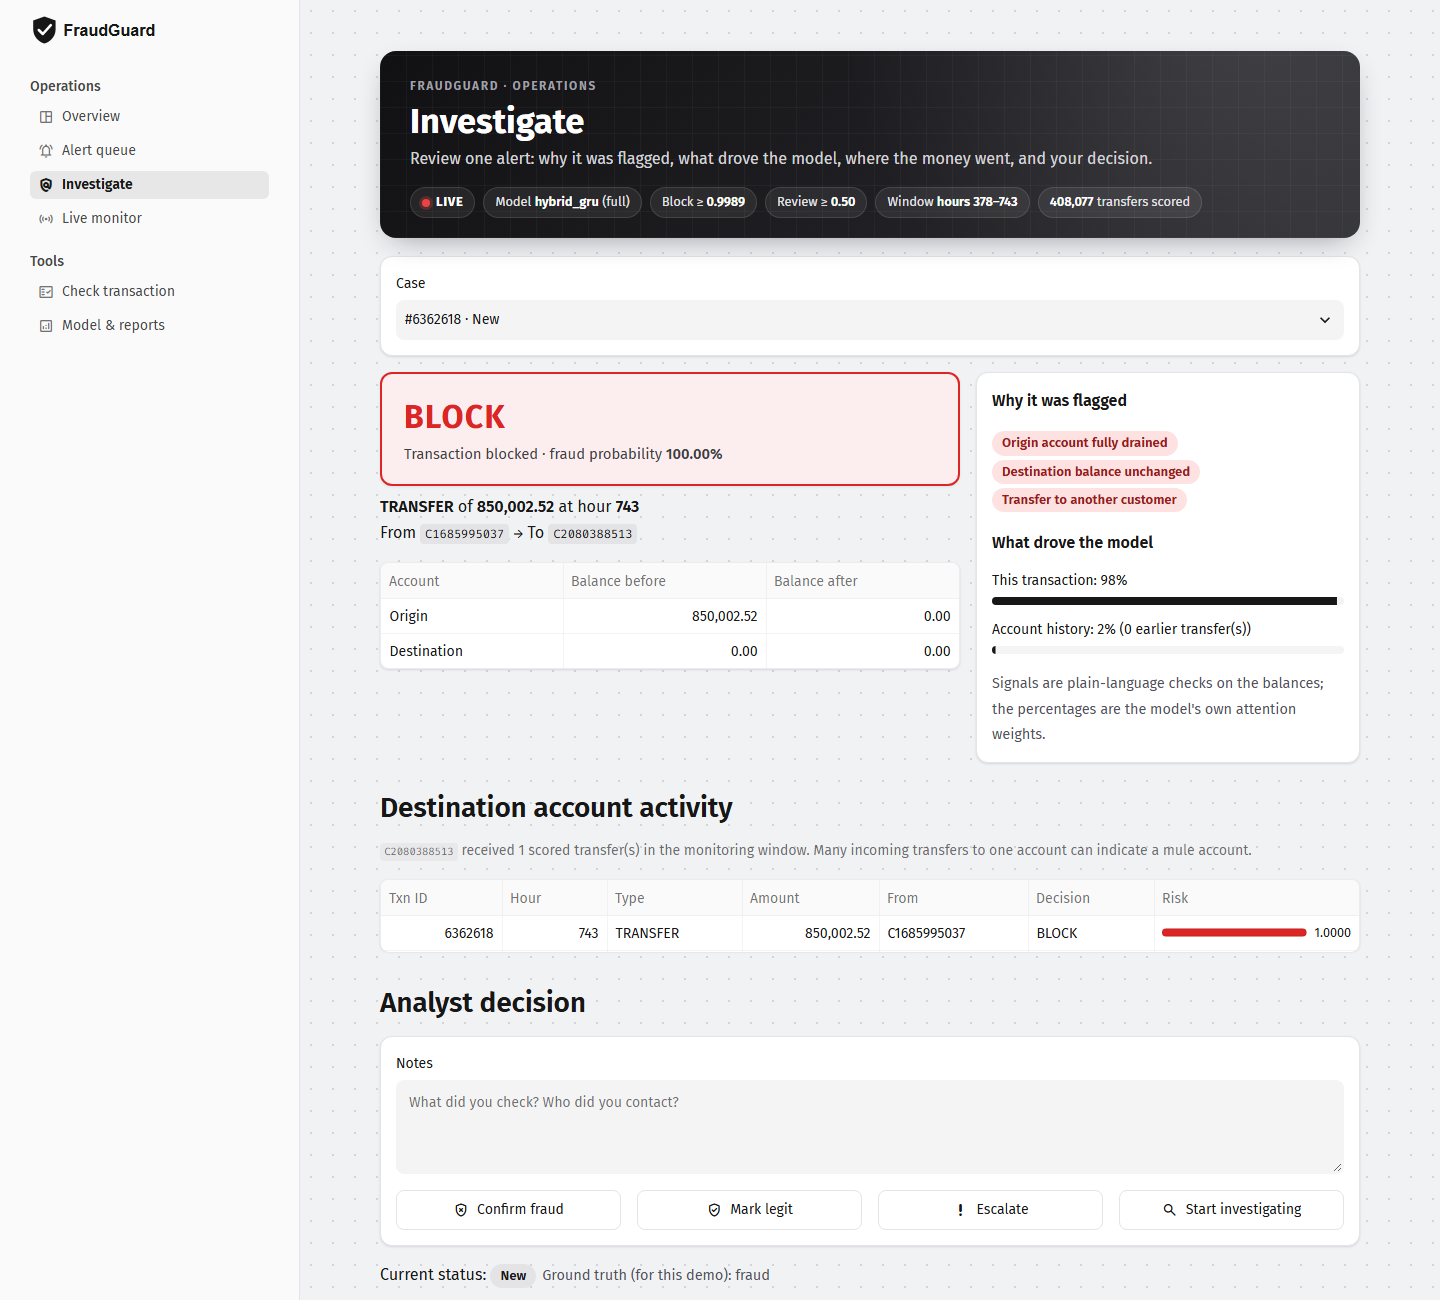 FraudGuard
Operations
Overview
Alert queue
Investigate
Live monitor
Tools
Check transaction
Model & reports
FRAUDGUARD · OPERATIONS
Investigate
Review one alert: why it was flagged, what drove the model, where the money went, and your decision.
LIVE
Model hybrid_gru (full)
Block ≥ 0.9989
Review ≥ 0.50
Window hours 378–743
408,077 transfers scored
Case
#6362618 · New
BLOCK
Transaction blocked · fraud probability 100.00%
TRANSFER of 850,002.52 at hour 743
From C1685995037 → To C2080388513
Account Balance before Balance after
Origin 850,002.52 0.00
Destination 0.00 0.00
Why it was flagged
Origin account fully drained
Destination balance unchanged
Transfer to another customer
What drove the model
This transaction: 98%
Account history: 2% (0 earlier transfer(s))
Signals are plain-language checks on the balances;
the percentages are the model's own attention
weights.
Destination account activity
C2080388513 received 1 scored transfer(s) in the monitoring window. Many incoming transfers to one account can indicate a mule account.
Txn ID Hour Type Amount From Decision Risk
6362618 743 TRANSFER 850,002.52 C1685995037 BLOCK 1.0000
Analyst decision
Notes
What did you check? Who did you contact?
Confirm fraud
Mark legit
Escalate
Start investigating
Current status: New Ground truth (for this demo): fraud